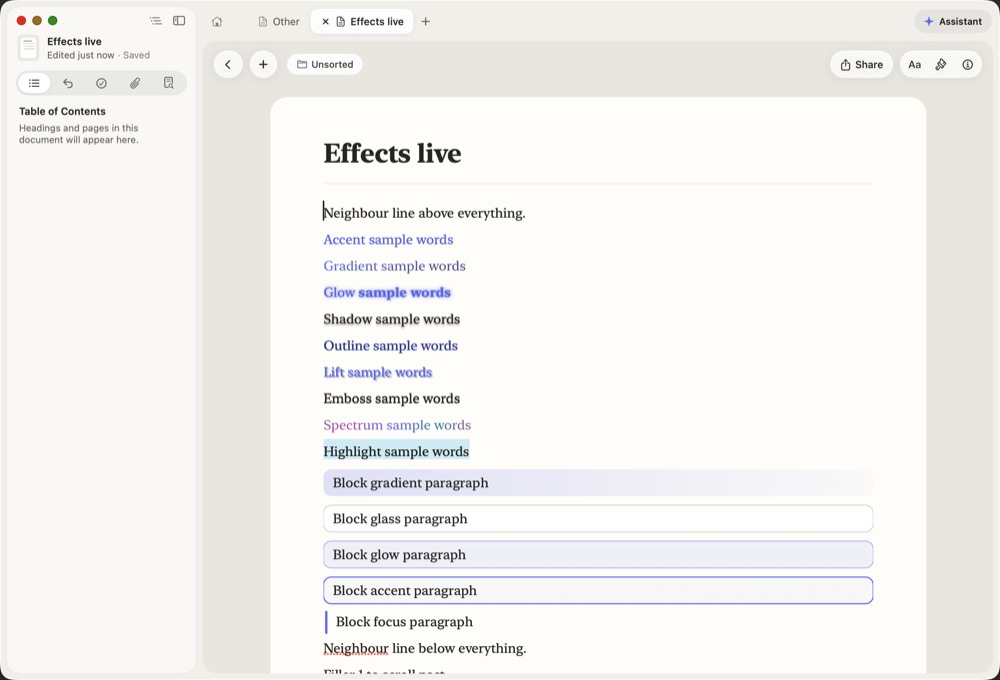 Effects live
Edited just now · Saved
Table of Contents
Headings and pages in this
document will appear here.
Other
Effects live
Assistant
Unsorted
Share
Aa
Effects live
Neighbour line above everything.
Accent sample words
Gradient sample words
Glow sample words
Shadow sample words
Outline sample words
Lift sample words
Emboss sample words
Spectrum sample words
Highlight sample words
Block gradient paragraph
Block glass paragraph
Block glow paragraph
Block accent paragraph
Block focus paragraph
Neighbour line below everything.